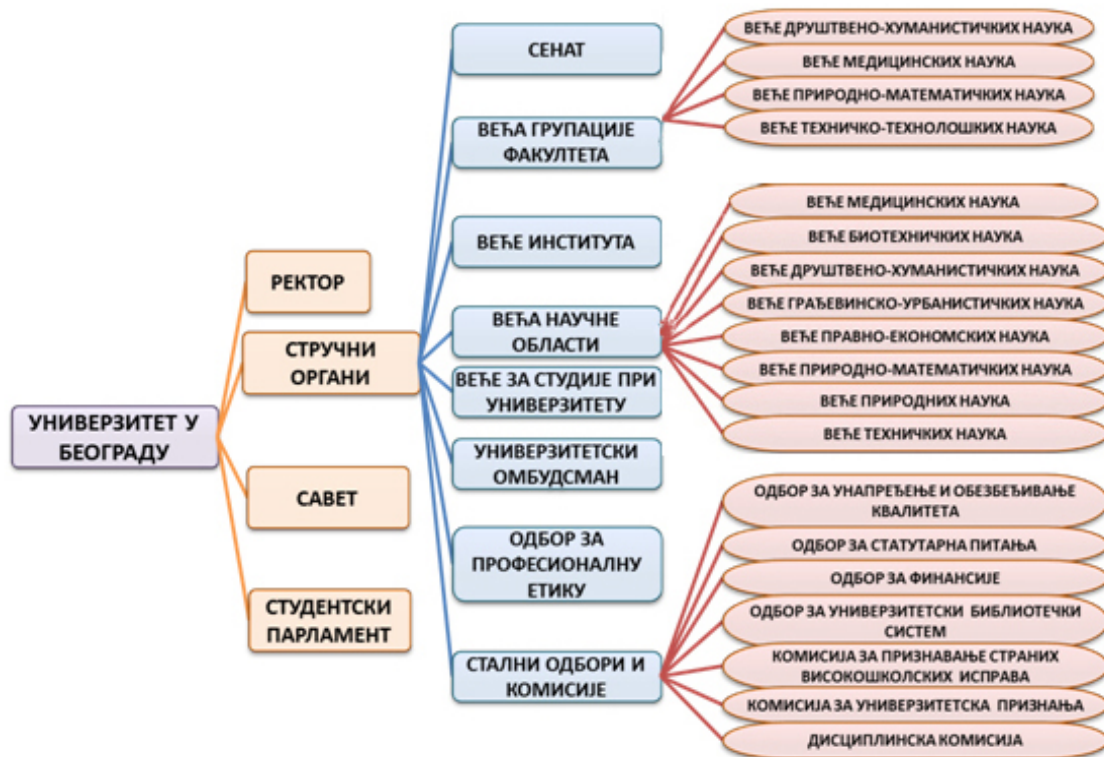 УНИВЕРЗИТЕТ У
БЕОГРАДУ
РЕКТОР
СТРУЧНИ
ОРГАНИ
САВЕТ
СТУДЕНТСКИ
ПАРЛАМЕНТ
СЕНАТ
ВЕЋА ГРУПАЦИЈЕ
ФАКУЛТЕТА
ВЕЋЕ ИНСТИТУТА
ВЕЋА НАУЧНЕ
ОБЛАСТИ
ВЕЋЕ ЗА СТУДИЈЕ ПРИ
УНИВЕРЗИТЕТУ
УНИВЕРЗИТЕТСКИ
ОМБУДСМАН
ОДБОР ЗА
ПРОФЕСИОНАЛНУ
ЕТИКУ
СТАЛНИ ОДБОРИ И
КОМИСИЈЕ
ВЕЋЕ ДРУШТВЕНО-ХУМАНИСТИЧКИХ НАУКА
ВЕЋЕ МЕДИЦИНСКИХ НАУКА
ВЕЋЕ ПРИРОДНО-МАТЕМАТИЧКИХ НАУКА
ВЕЋЕ ТЕХНИЧКО-ТЕХНОЛОШКИХ НАУКА
ВЕЋЕ МЕДИЦИНСКИХ НАУКА
ВЕЋЕ БИОТЕХНИЧКИХ НАУКА
ВЕЋЕ ДРУШТВЕНО-ХУМАНИСТИЧКИХ НАУКА
ВЕЋЕ ГРАЂЕВИНСКО-УРБАНИСТИЧКИХ НАУКА
ВЕЋЕ ПРАВНО-ЕКОНОМСКИХ НАУКА
ВЕЋЕ ПРИРОДНО-МАТЕМАТИЧКИХ НАУКА
ВЕЋЕ ПРИРОДНИХ НАУКА
ВЕЋЕ ТЕХНИЧКИХ НАУКА
ОДБОР ЗА УНАПРЕЂЕЊЕ И ОБЕЗБЕЂИВАЊЕ
КВАЛИТЕТА
ОДБОР ЗА СТАТУТАРНА ПИТАЊА
ОДБОР ЗА ФИНАНСИЈЕ
ОДБОР ЗА УНИВЕРЗИТЕТСКИ БИБЛИОТЕЧКИ
СИСТЕМ
КОМИСИЈА ЗА ПРИЗНАВАЊЕ СТРАНИХ
ВИСОКОШКОЛСКИХ ИСПРАВА
КОМИСИЈА ЗА УНИВЕРЗИТЕТСКА ПРИЗНАЊА
ДИСЦИПЛИНСКА КОМИСИЈА